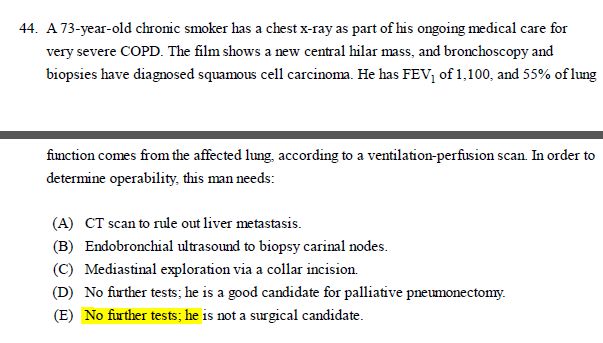 44. A 73-year-old chronic smoker has a chest x-ray as part of his ongoing medical care for
very severe COPD. The film shows a new central hilar mass, and bronchoscopy and
biopsies have diagnosed squamous cell carcinoma. He has FEV₁ of 1,100, and 55% of lung
function comes from the affected lung, according to a ventilation-perfusion scan. In order to
determine operability, this man needs:
(A) CT scan to rule out liver metastasis.
(B) Endobronchial ultrasound to biopsy carinal nodes.
(C) Mediastinal exploration via a collar incision.
(D) No further tests; he is a good candidate for palliative pneumonectomy.
(E) No further tests; he is not a surgical candidate.